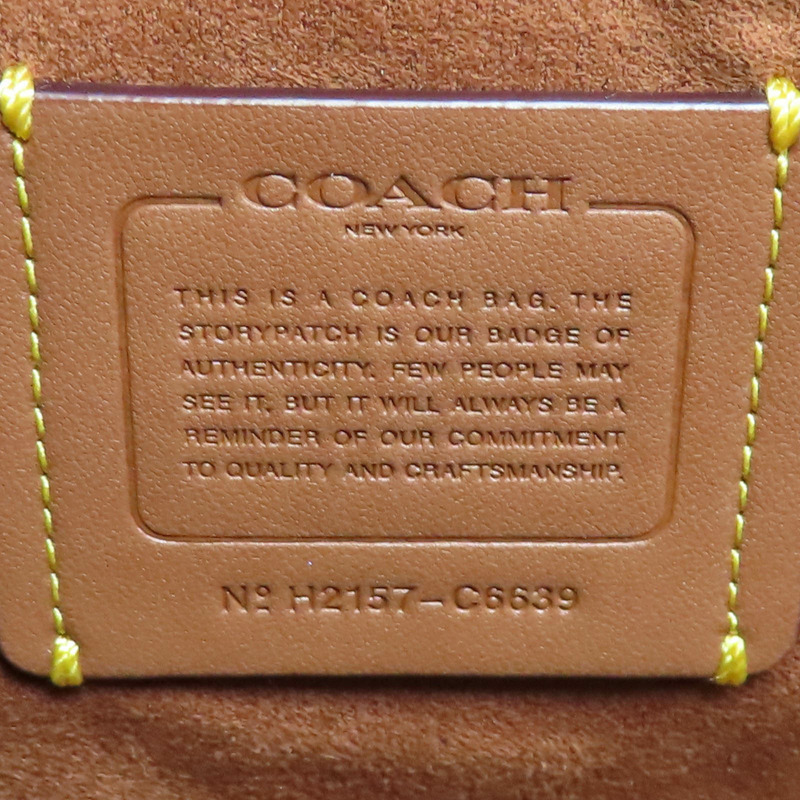 COACH
NEW YORK
THIS IS A COACH BAG. THE
STORYPATCH IS OUR BADGE OF
AUTHENTICITY. FEW PEOPLE MAY
SEE IT, BUT IT WILL ALWAYS BE A
REMINDER OF OUR COMMITMENT
TO QUALITY AND CRAFTSMANSHIP.
Nº H2157-C6639